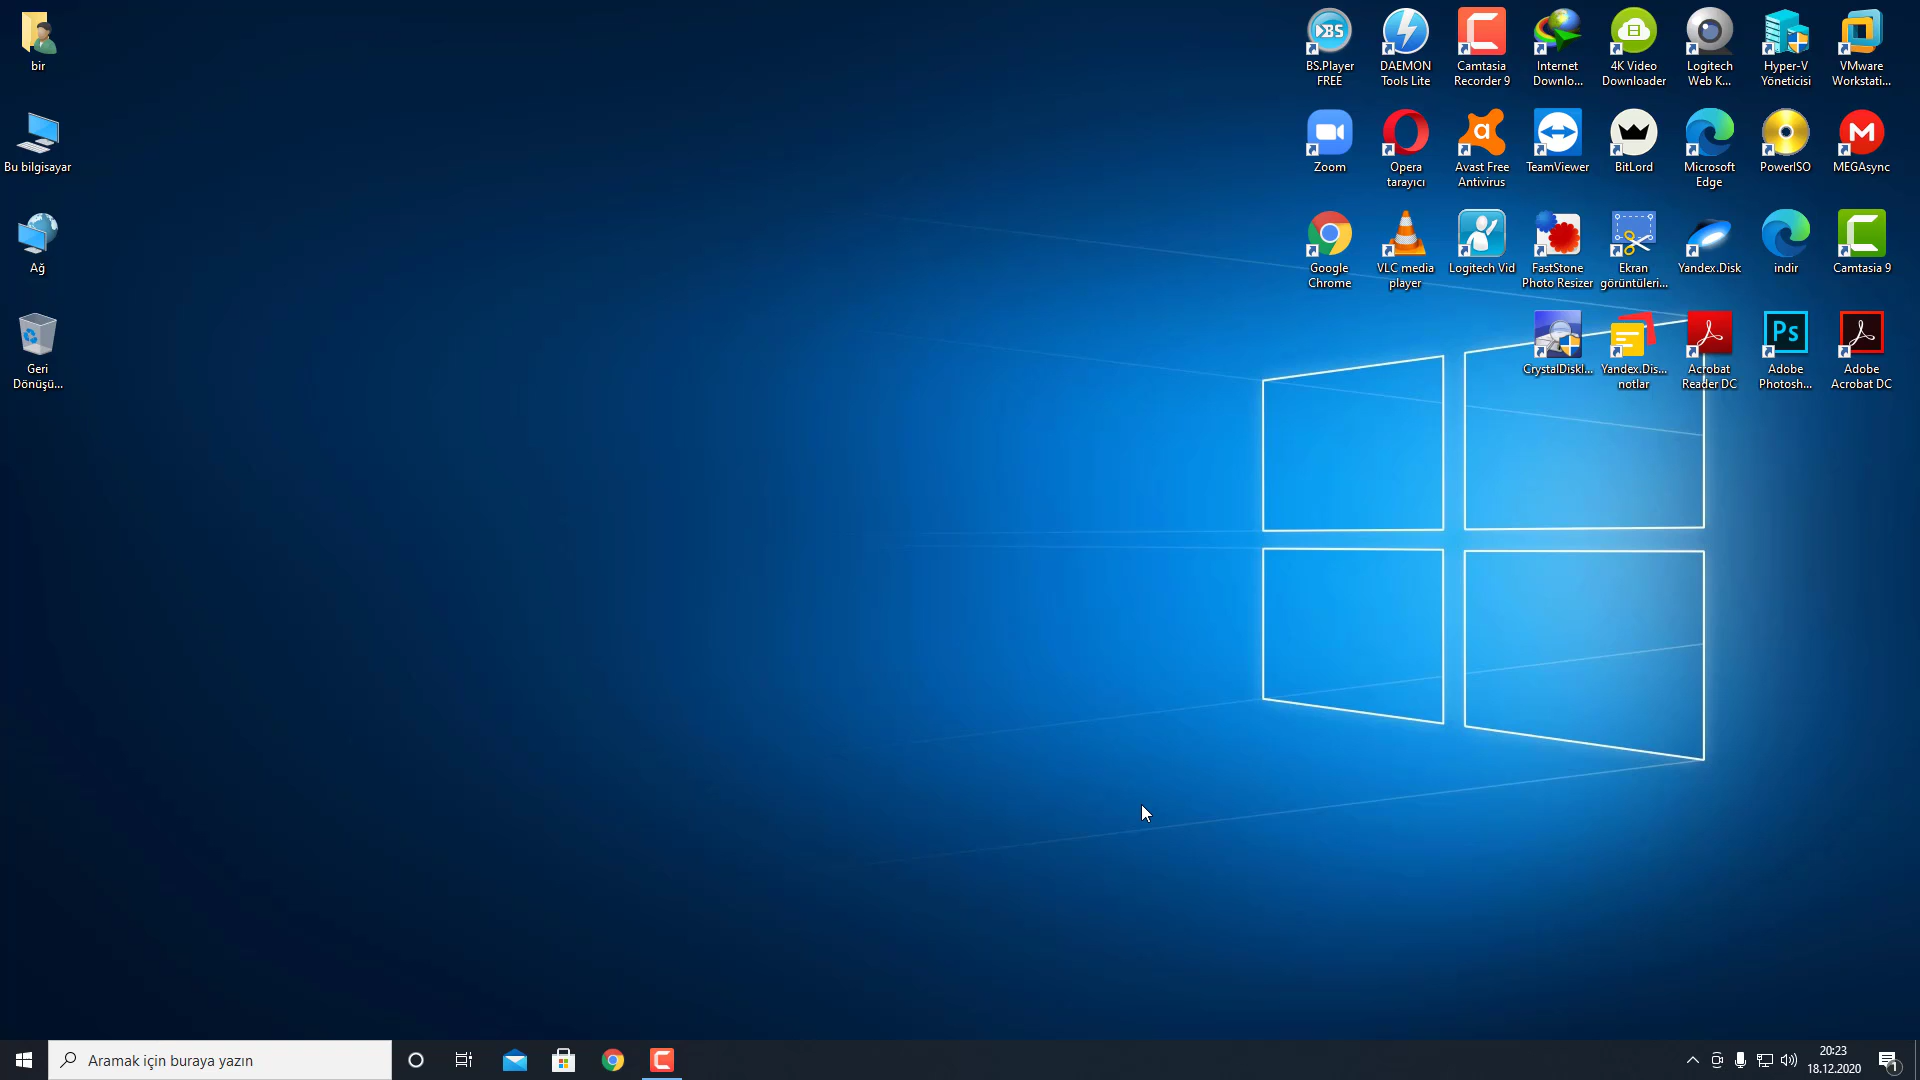 bir
Bu bilgisayar
Ağ
Geri
Dönüşü...
BS.Player
FREE
DAEMON
Tools Lite
Camtasia
Recorder 9
Internet
Downlo...
4K Video
Downloader
Logitech
Web K...
Hyper-V
Yöneticisi
VMware
Workstati...
Zoom
Opera
tarayıcı
Avast Free
Antivirus
TeamViewer
BitLord
Microsoft
Edge
PowerISO
MEGAsync
Google
Chrome
VLC media
player
Logitech Vid
FastStone
Photo Resizer
Ekran
görüntüleri...
Yandex.Disk
indir
Camtasia 9
CrystalDiskI...
Yandex.Dis...
notlar
Acrobat
Reader DC
Ps
Adobe
Photosh...
Adobe
Acrobat DC
Aramak için buraya yazın
20:23
18.12.2020
1